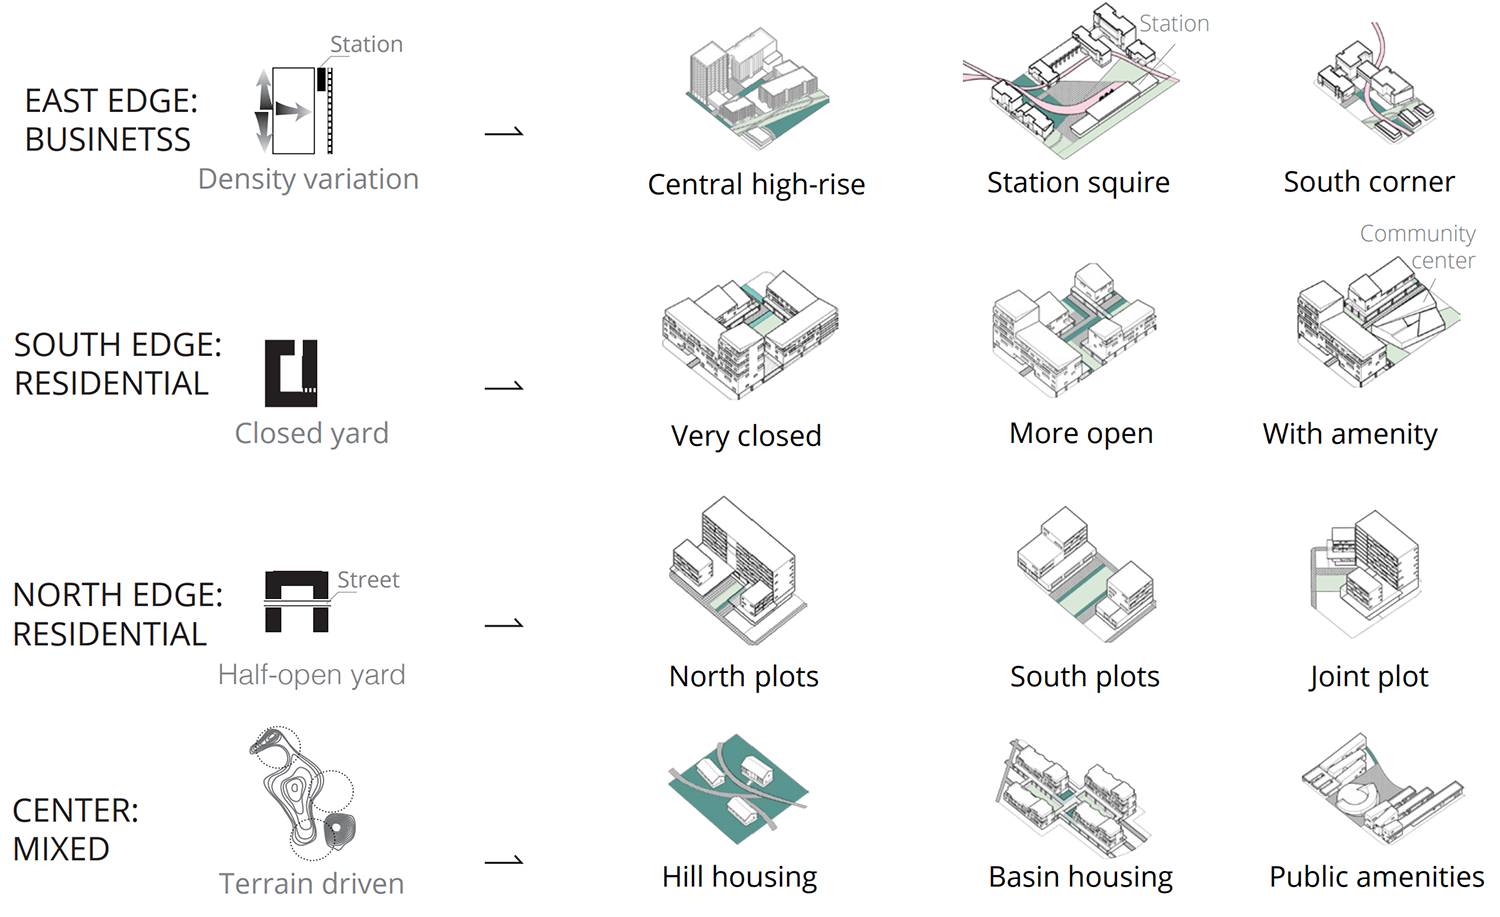 Station
EAST EDGE:
BUSINETSS
Density variation
Station
Central high-rise
Station squire
South corner
SOUTH EDGE:
RESIDENTIAL
Closed yard
Community
center
Very closed
More open
With amenity
NORTH EDGE:
RESIDENTIAL
Street
Half-open yard
North plots
South plots
Joint plot
CENTER:
MIXED
Terrain driven
Hill housing
Basin housing
Public amenities